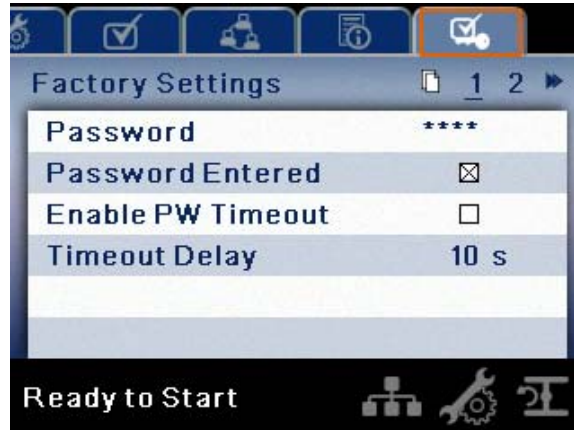 Factory Settings 1 2
Password ****
Password Entered
Enable PW Timeout
Timeout Delay 10 s
Ready to Start